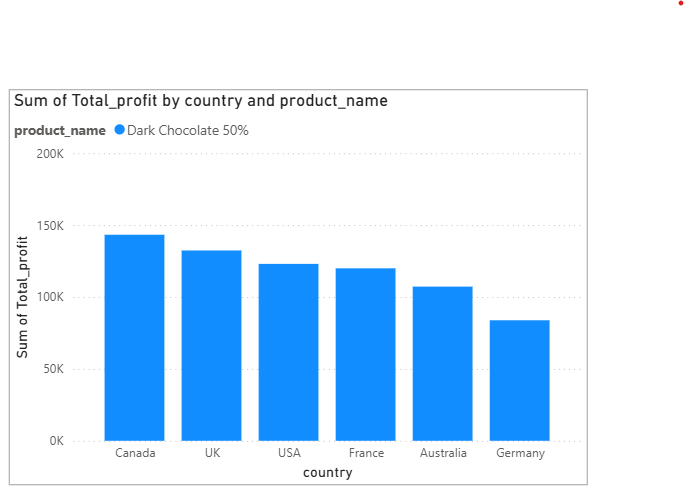 Sum of Total_profit by country and product_name
product_name Dark Chocolate 50%
200K
150K
100K
50K
0K
Sum of Total_profit
Canada UK USA France Australia Germany
country